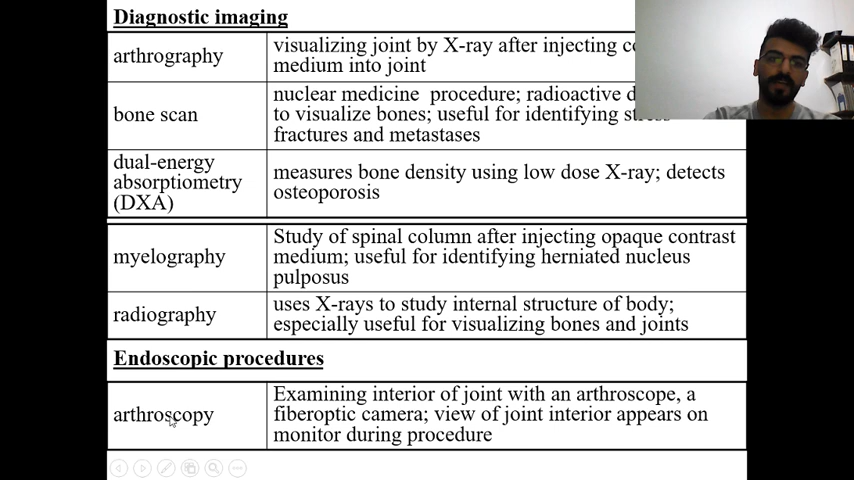 Diagnostic imaging
arthrography
visualizing joint by X-ray after injecting
medium into joint
bone scan
nuclear medicine procedure; radioactive
to visualize bones; useful for identifying stress
fractures and metastases
dual-energy
absorptiometry
(DXA)
measures bone density using low dose X-ray; detects
osteoporosis
myelography
Study of spinal column after injecting opaque contrast
medium; useful for identifying herniated nucleus
pulposus
radiography
uses X-rays to study internal structure of body;
especially useful for visualizing bones and joints
Endoscopic procedures
arthroscopy
Examining interior of joint with an arthroscope, a
fiberoptic camera; view of joint interior appears on
monitor during procedure